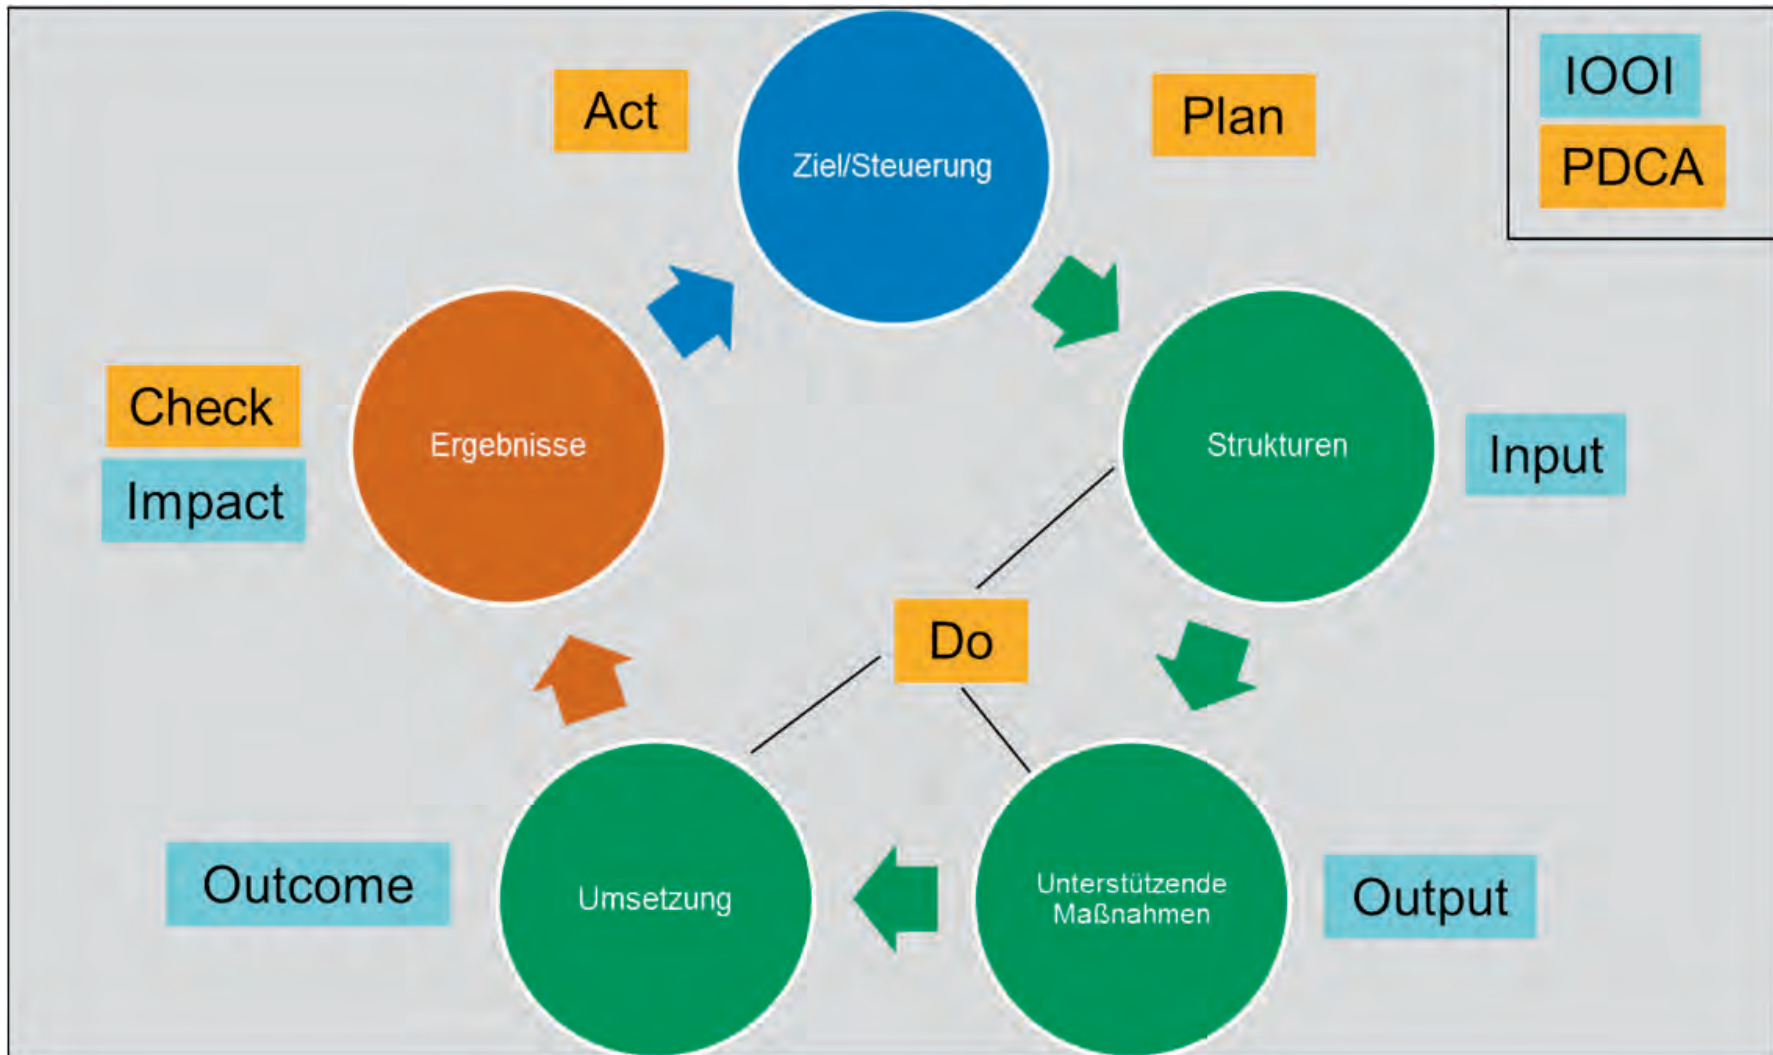 Act
Plan
IOOI
PDCA
Ziel/Steuerung
Check
Impact
Ergebnisse
Strukturen
Input
Do
Outcome
Umsetzung
Unterstützende
Maßnahmen
Output